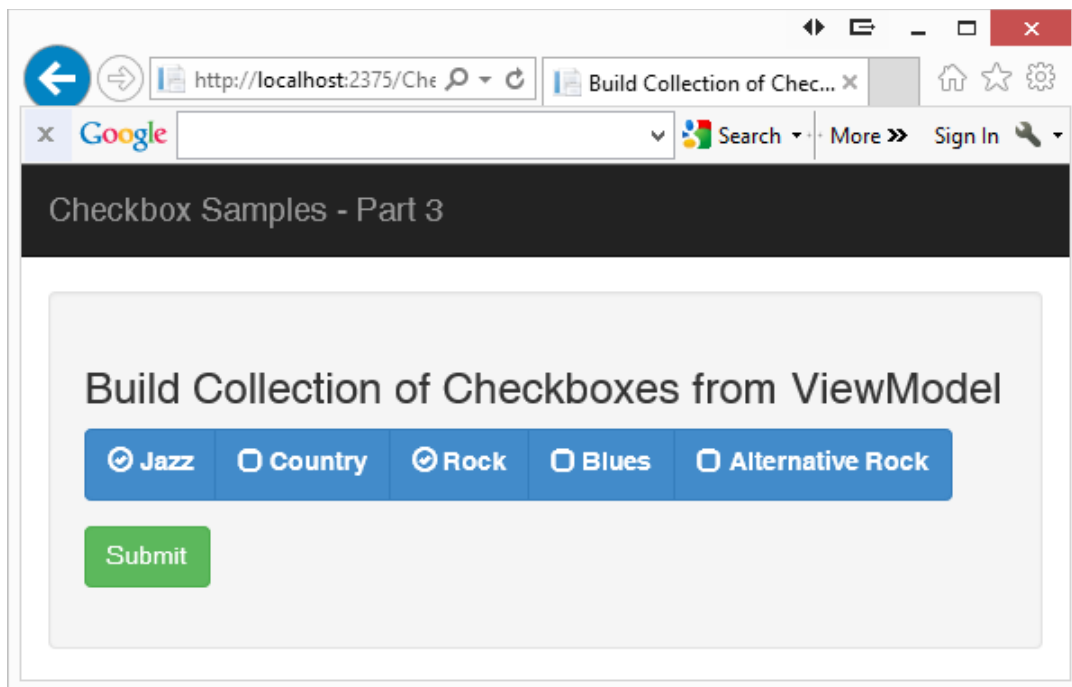 http://localhost:2375/Che
Build Collection of Chec...
Google
Search
More
Sign In
Checkbox Samples - Part 3
Build Collection of Checkboxes from ViewModel
Jazz
Country
Rock
Blues
Alternative Rock
Submit